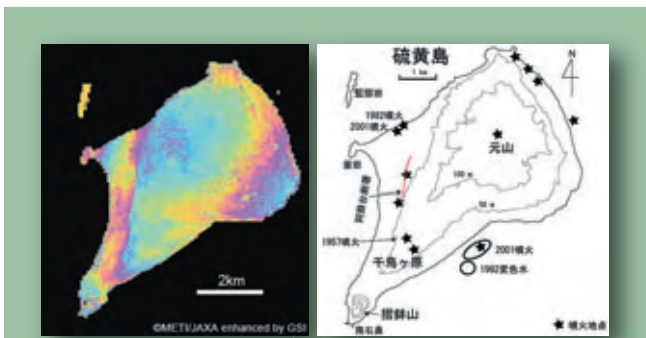 2km
©METI/JAXA enhanced by GSI
硫黄島
1 km
N
1982噴火
2001噴火
元山
100 m
50 m
1957噴火
千鳥ヶ原
2001噴火
1982変色水
摺鉢山
★噴火地点